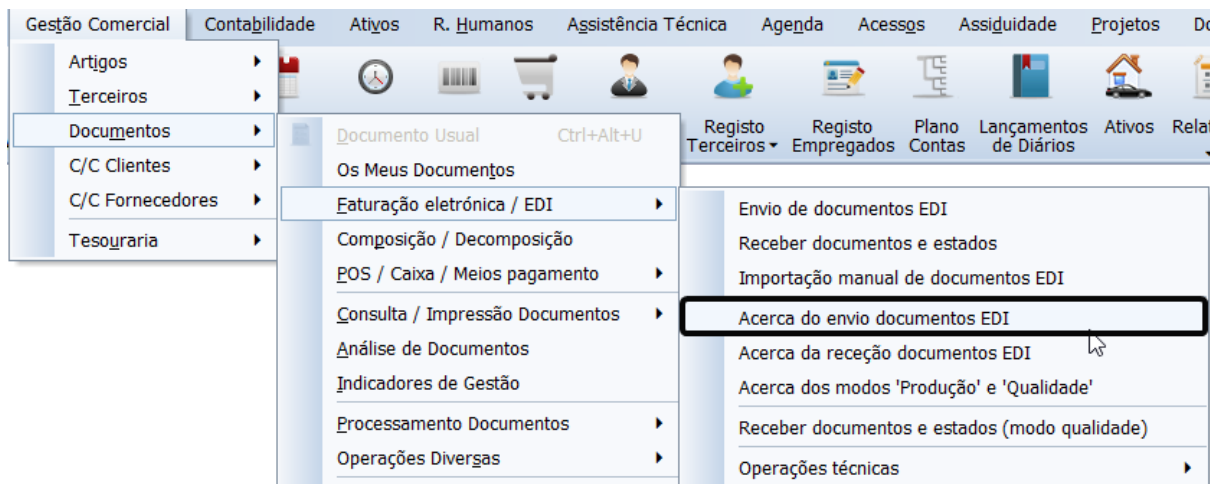 Gestão Comercial Contabilidade Ativos R. Humanos Assistência Técnica Agenda Acessos Assiduidade Projetos
Artigos
Terceiros
Documentos
C/C Clientes
C/C Fornecedores
Tesouraria
Registo Terceiros
Registo Empregados
Plano Contas
Lançamentos de Diários
Ativos
Documento Usual Ctrl+Alt+U
Os Meus Documentos
Faturação eletrónica / EDI
Composição / Decomposição
POS / Caixa / Meios pagamento
Consulta / Impressão Documentos
Análise de Documentos
Indicadores de Gestão
Processamento Documentos
Operações Diversas
Envio de documentos EDI
Receber documentos e estados
Importação manual de documentos EDI
Acerca do envio documentos EDI
Acerca da receção documentos EDI
Acerca dos modos 'Produção' e 'Qualidade'
Receber documentos e estados (modo qualidade)
Operações técnicas